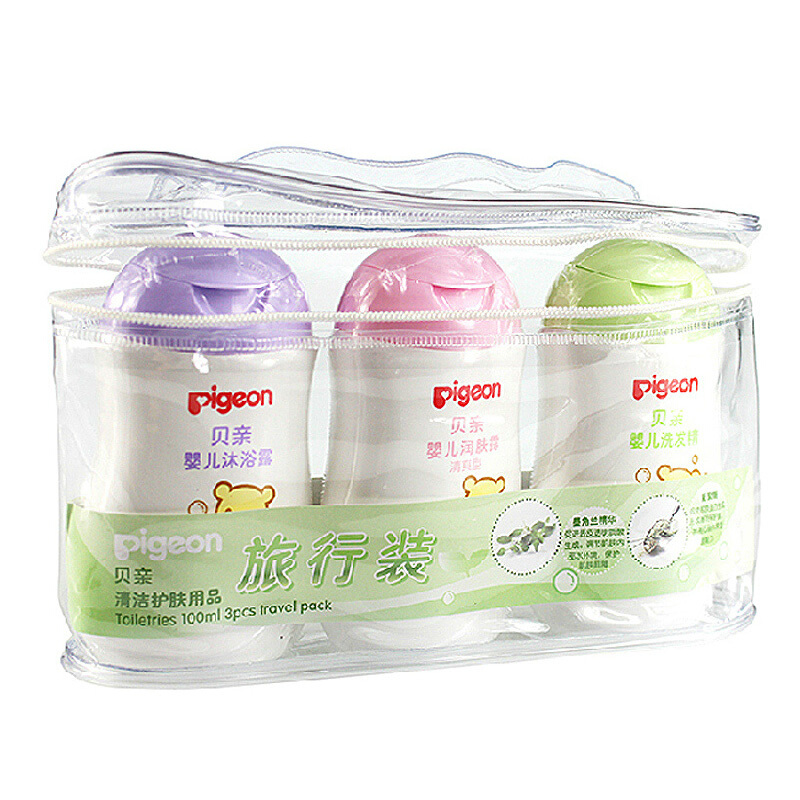 Pigeon
贝亲
婴儿沐浴露
Pigeon
贝亲
婴儿润肤露
清爽型
Pigeon
贝亲
婴儿洗发精
Pigeon
贝亲
清洁护肤用品
Toiletries 100ml 3pcs travel pack
旅行装